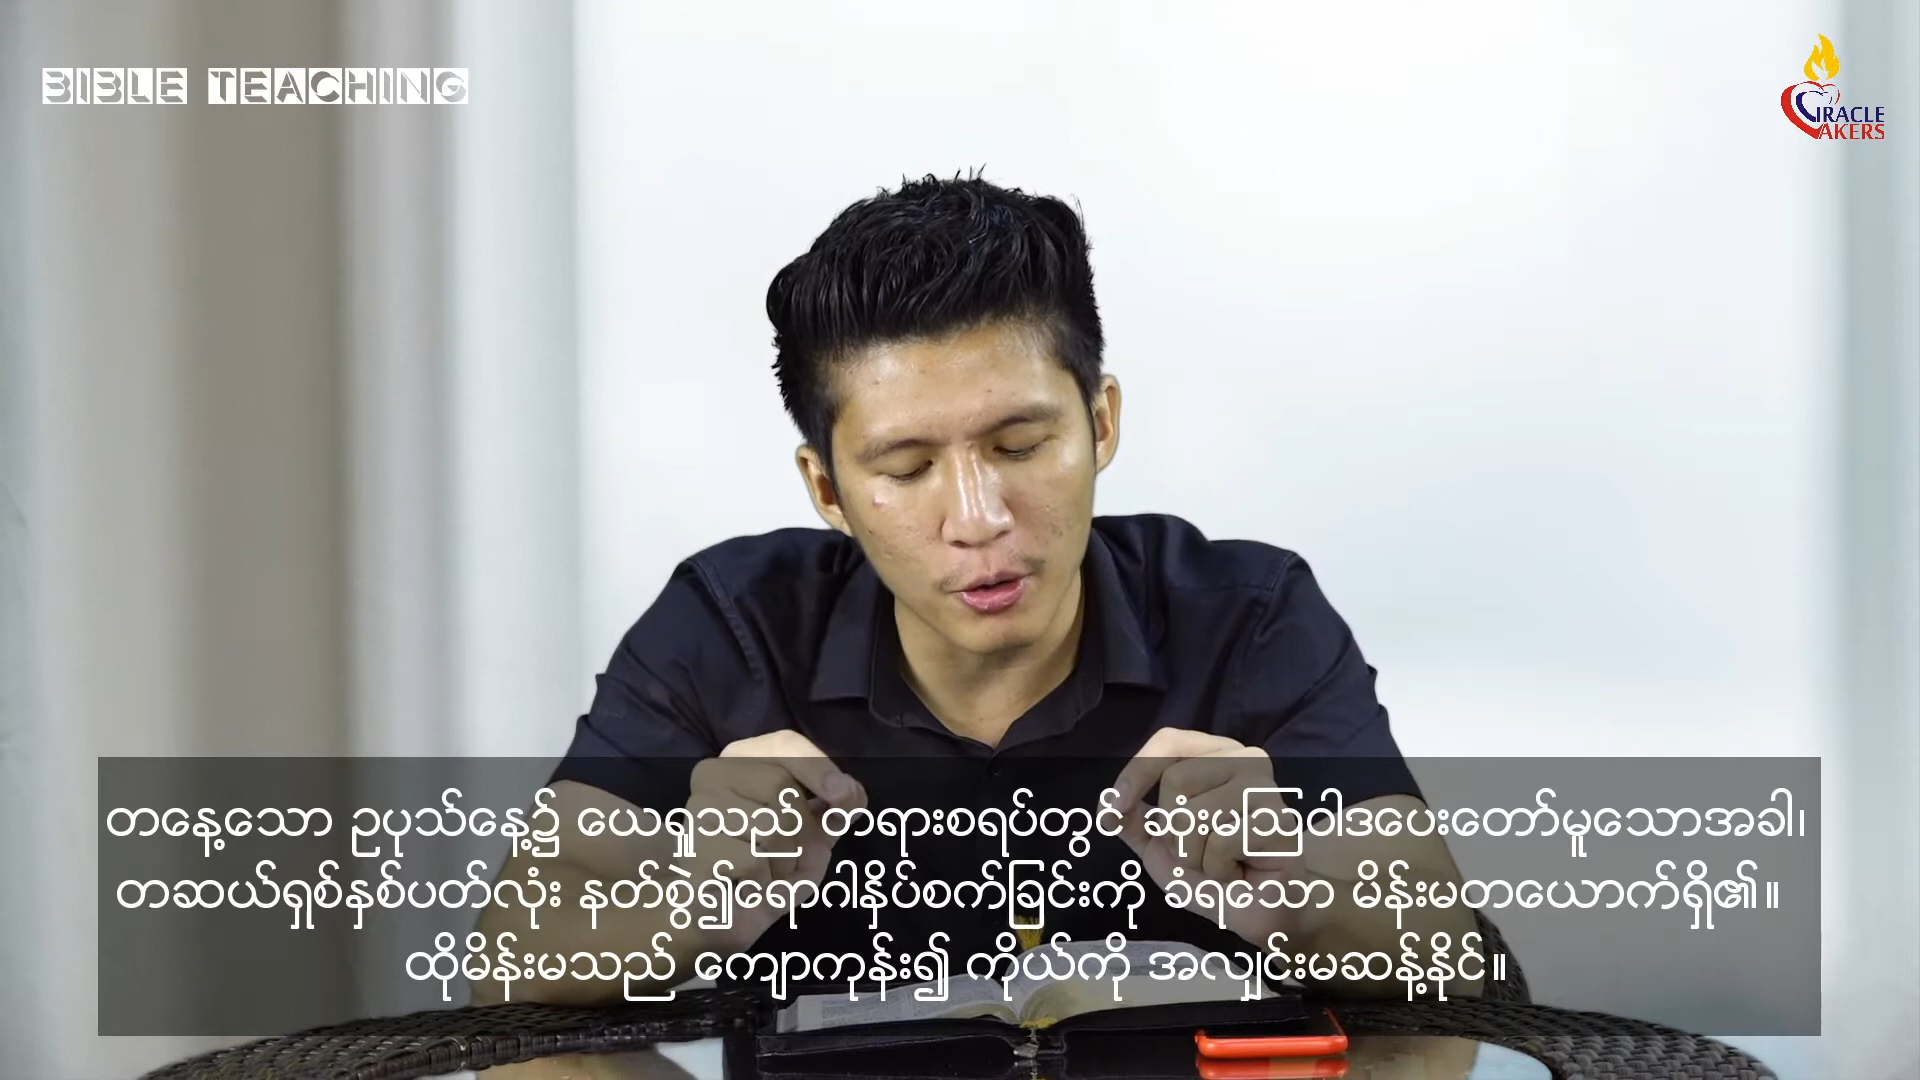 BIBLE TEACHING
IRACLE
AKERS
တနေ့သော ဥပုသ်နေ့၌ ယေရှုသည် တရားစရပ်တွင် ဆုံးမဩဝါဒပေးတော်မူသောအခါ၊
တဆယ်ရှစ်နှစ်ပတ်လုံး နတ်စွဲ၍ရောဂါနှိပ်စက်ခြင်းကို ခံရသော မိန်းမတယောက်ရှိ၏။
ထိုမိန်းမသည် ကျောကုန်း၍ ကိုယ်ကို အလျှင်းမဆန့်နိုင်။